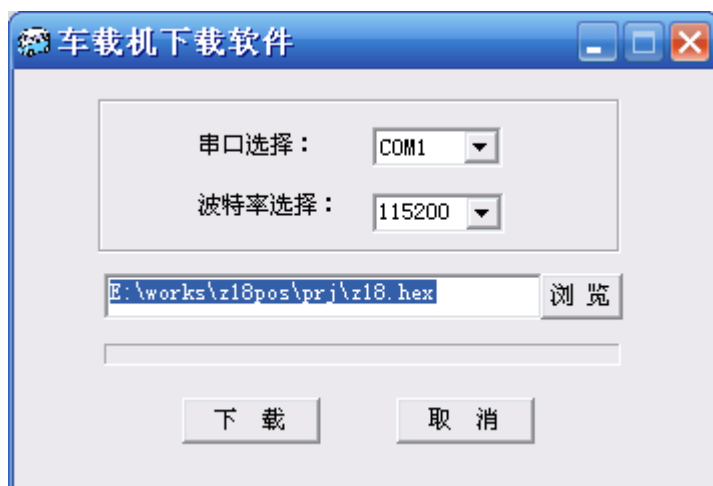 车载机下载软件
串口选择：
COM1
波特率选择：
115200
E:\works\z18pos\prj\z18.hex
浏 览
下 载
取 消